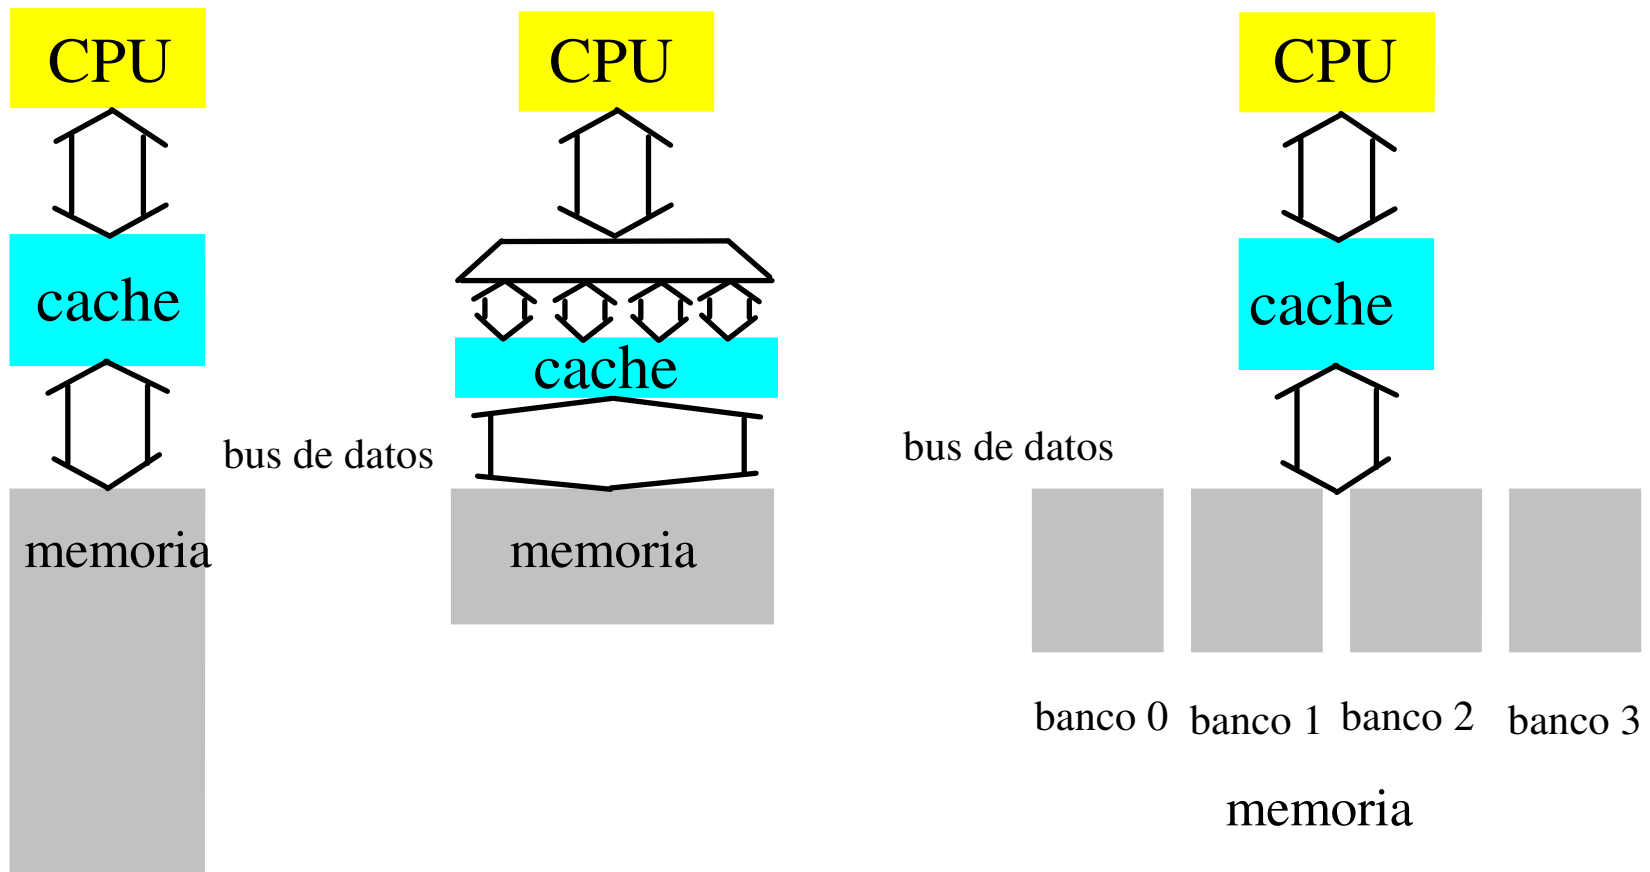 CPU
cache
memoria
bus de datos
CPU
cache
memoria
bus de datos
CPU
cache
banco 0
banco 1
banco 2
banco 3
memoria